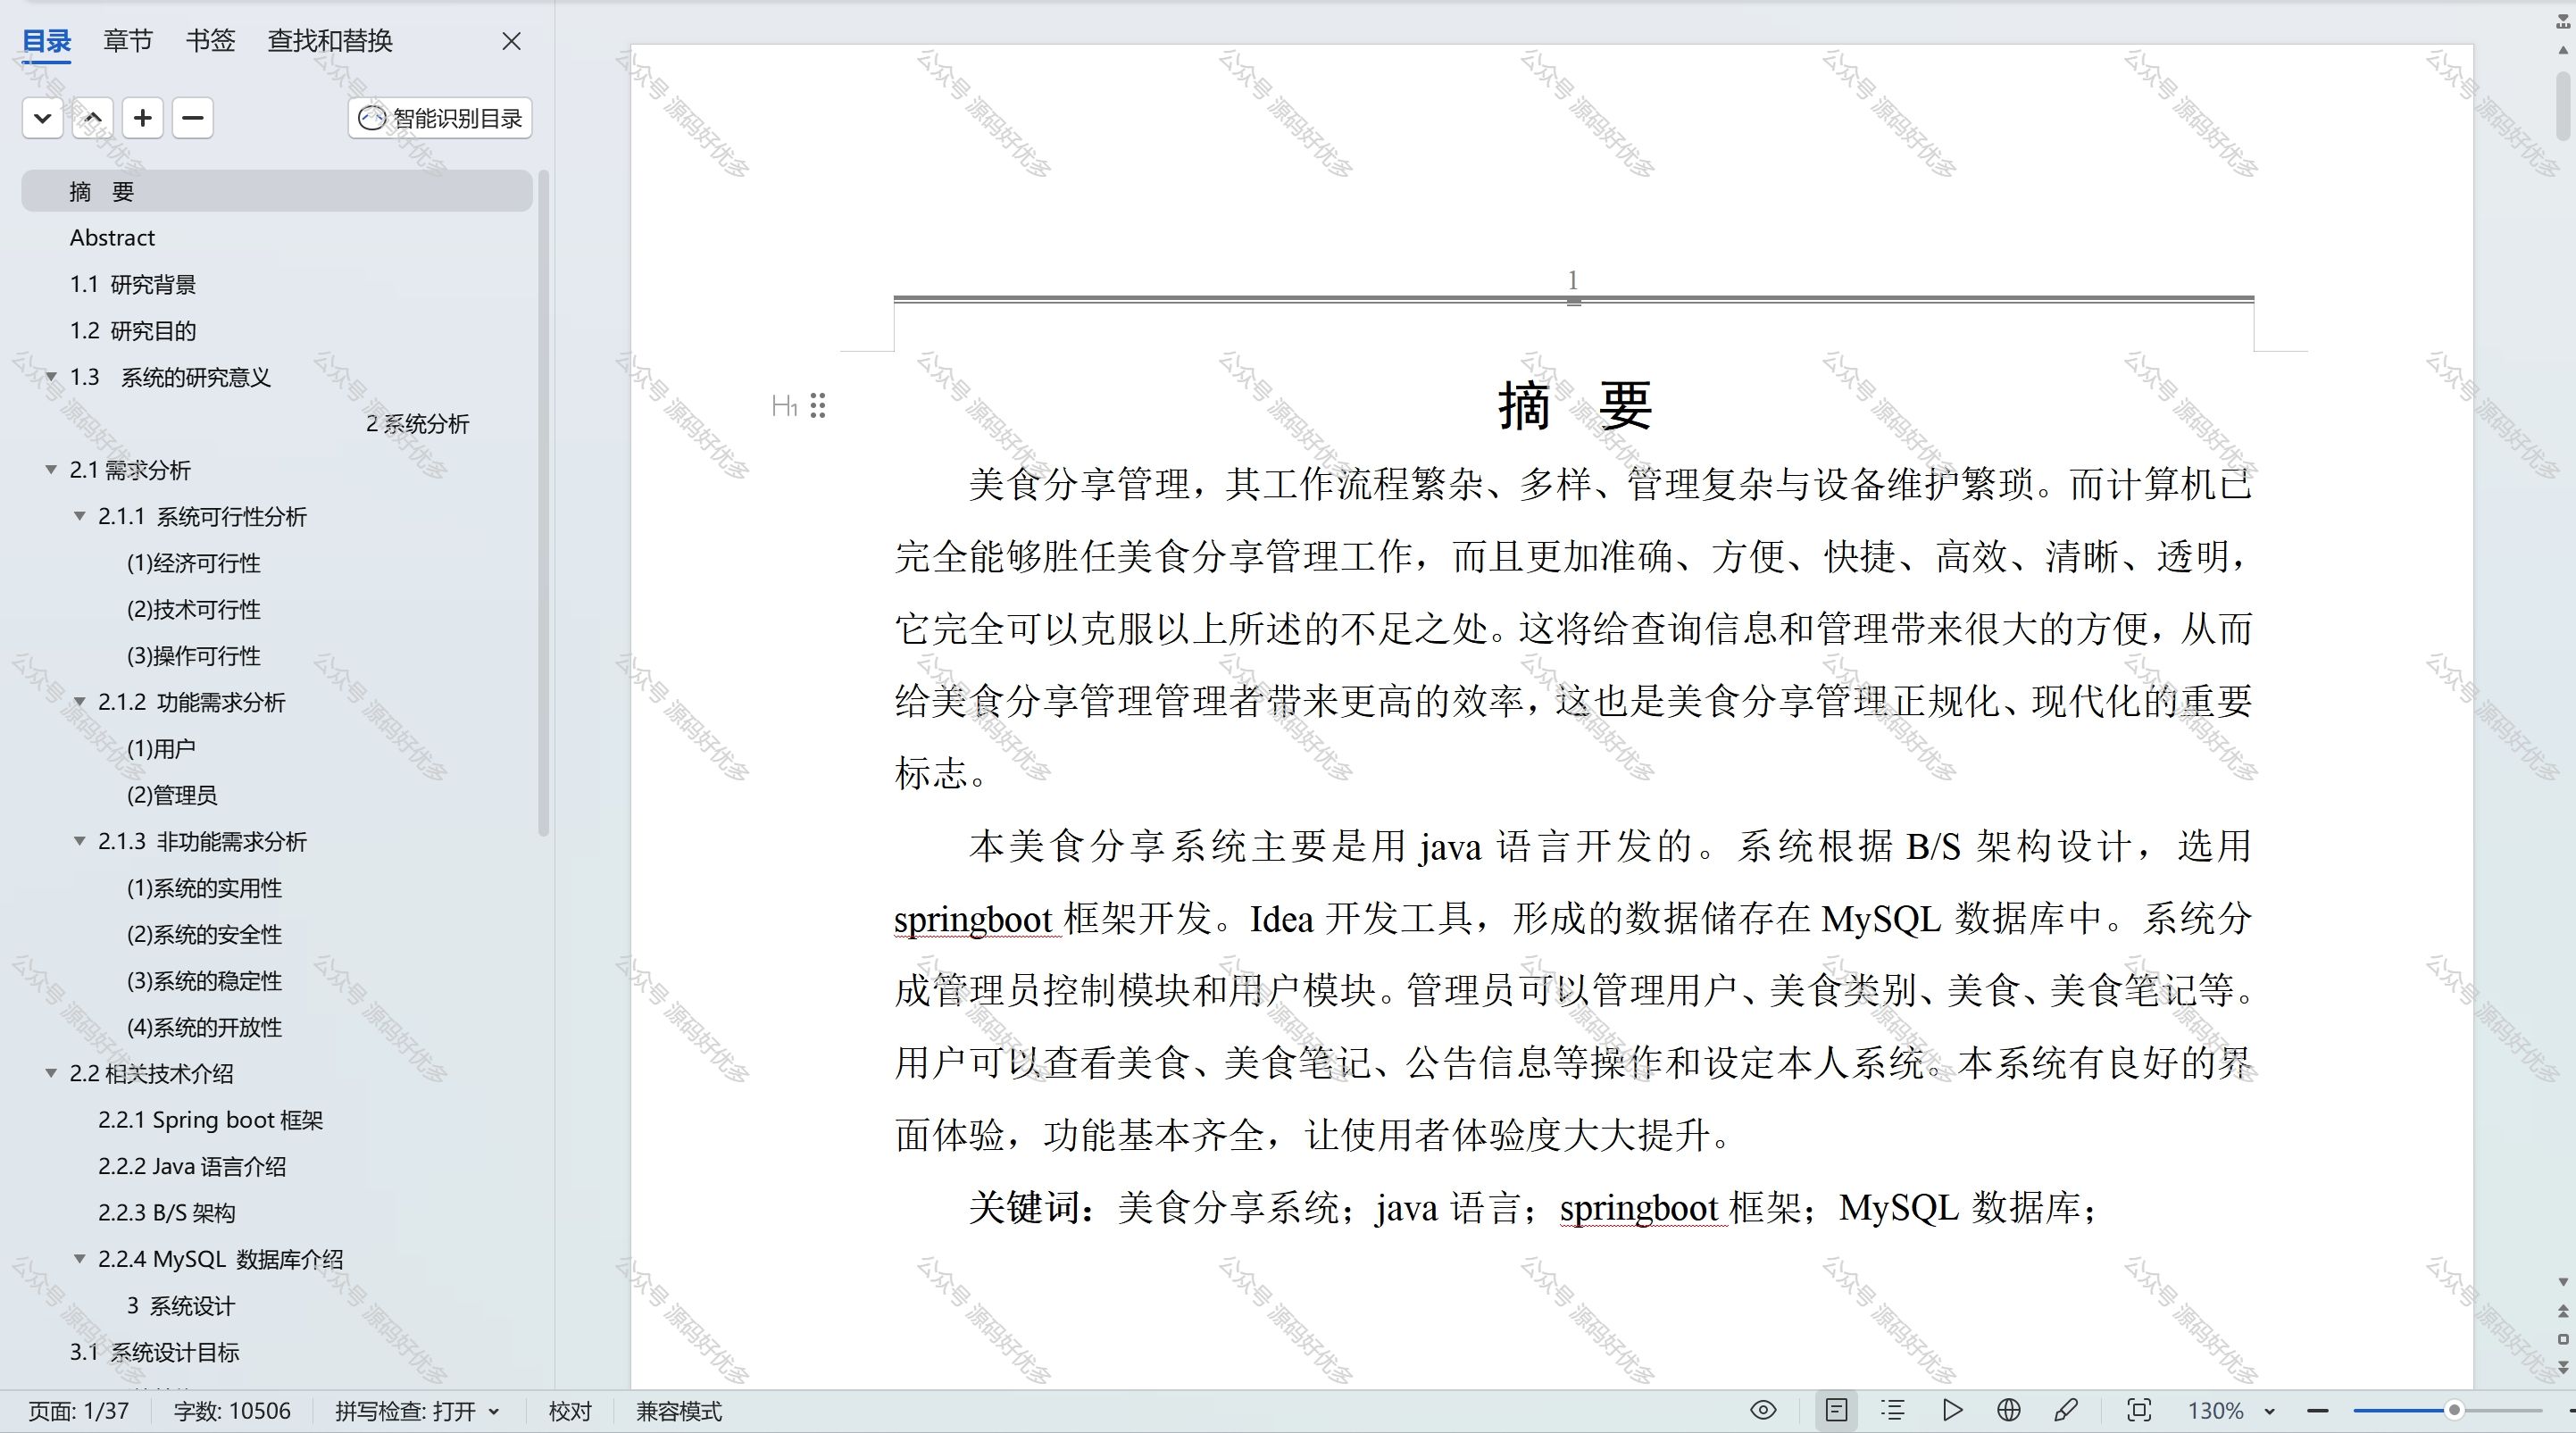 目录 章节 书签 查找和替换
智能识别目录
摘 要
Abstract
1.1 研究背景
1.2 研究目的
1.3 系统的研究意义
2 系统分析
2.1 需求分析
2.1.1 系统可行性分析
(1)经济可行性
(2)技术可行性
(3)操作可行性
2.1.2 功能需求分析
(1)用户
(2)管理员
2.1.3 非功能需求分析
(1)系统的实用性
(2)系统的安全性
(3)系统的稳定性
(4)系统的开放性
2.2 相关技术介绍
2.2.1 Spring boot 框架
2.2.2 Java 语言介绍
2.2.3 B/S 架构
2.2.4 MySQL 数据库介绍
3 系统设计
3.1 系统设计目标
1
H1
摘 要
美食分享管理，其工作流程繁杂、多样、管理复杂与设备维护繁琐。而计算机已
完全能够胜任美食分享管理工作，而且更加准确、方便、快捷、高效、清晰、透明，
它完全可以克服以上所述的不足之处。这将给查询信息和管理带来很大的方便，从而
给美食分享管理管理者带来更高的效率，这也是美食分享管理正规化、现代化的重要
标志。
本美食分享系统主要是用 java 语言开发的。系统根据 B/S 架构设计，选用
springboot 框架开发。Idea 开发工具，形成的数据储存在 MySQL 数据库中。系统分
成管理员控制模块和用户模块。管理员可以管理用户、美食类别、美食、美食笔记等。
用户可以查看美食、美食笔记、公告信息等操作和设定本人系统。本系统有良好的界
面体验，功能基本齐全，让使用者体验度大大提升。
关键词：美食分享系统；java 语言；springboot 框架；MySQL 数据库；
页面: 1/37 字数: 10506 拼写检查: 打开 校对 兼容模式 130%
公众号 源码好优多